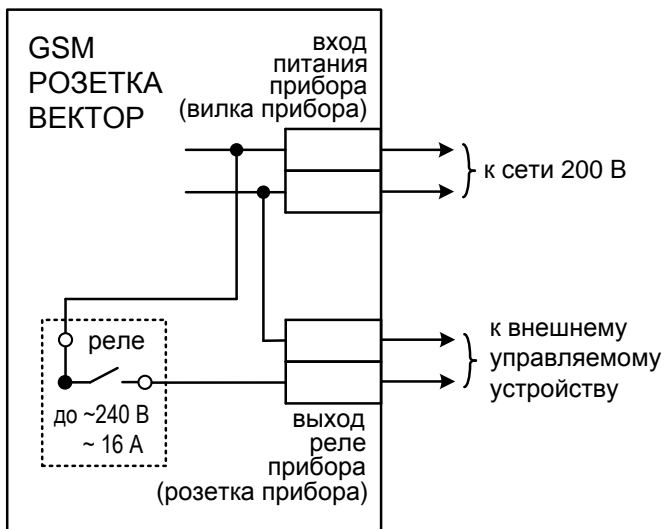 GSM
РОЗЕТКА
ВЕКТОР
вход
питания
прибора
(вилка прибора)
к сети 200 В
реле
до ~240 В
~ 16 А
к внешнему
управляемому
устройству
выход
реле
прибора
(розетка прибора)